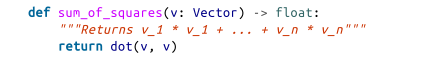 def sum_of_squares(v: Vector) -> float:
    """Returns v_1 * v_1 + ... + v_n * v_n"""
    return dot(v, v)